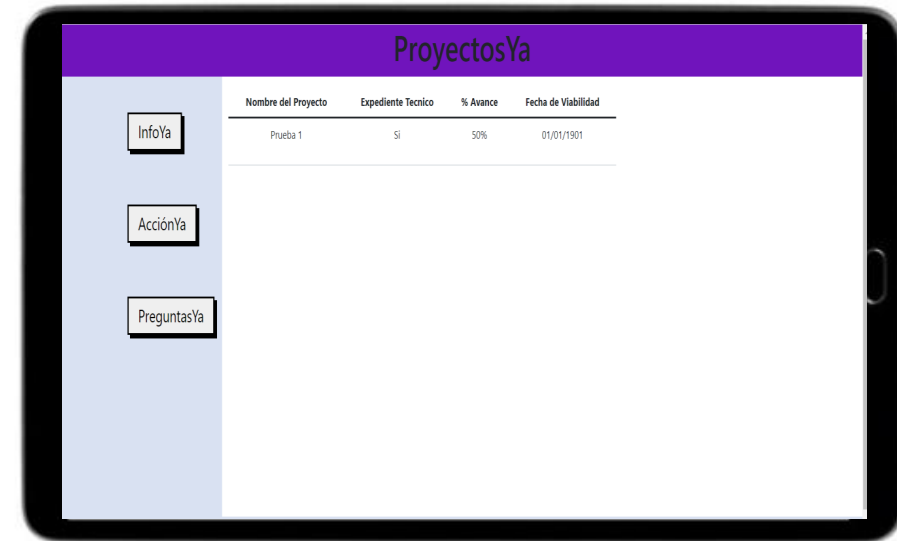 ProyectosYa
InfoYa
AcciónYa
PreguntasYa
Nombre del Proyecto Expediente Tecnico % Avance Fecha de Viabilidad
Prueba 1 Si 50% 01/01/1901